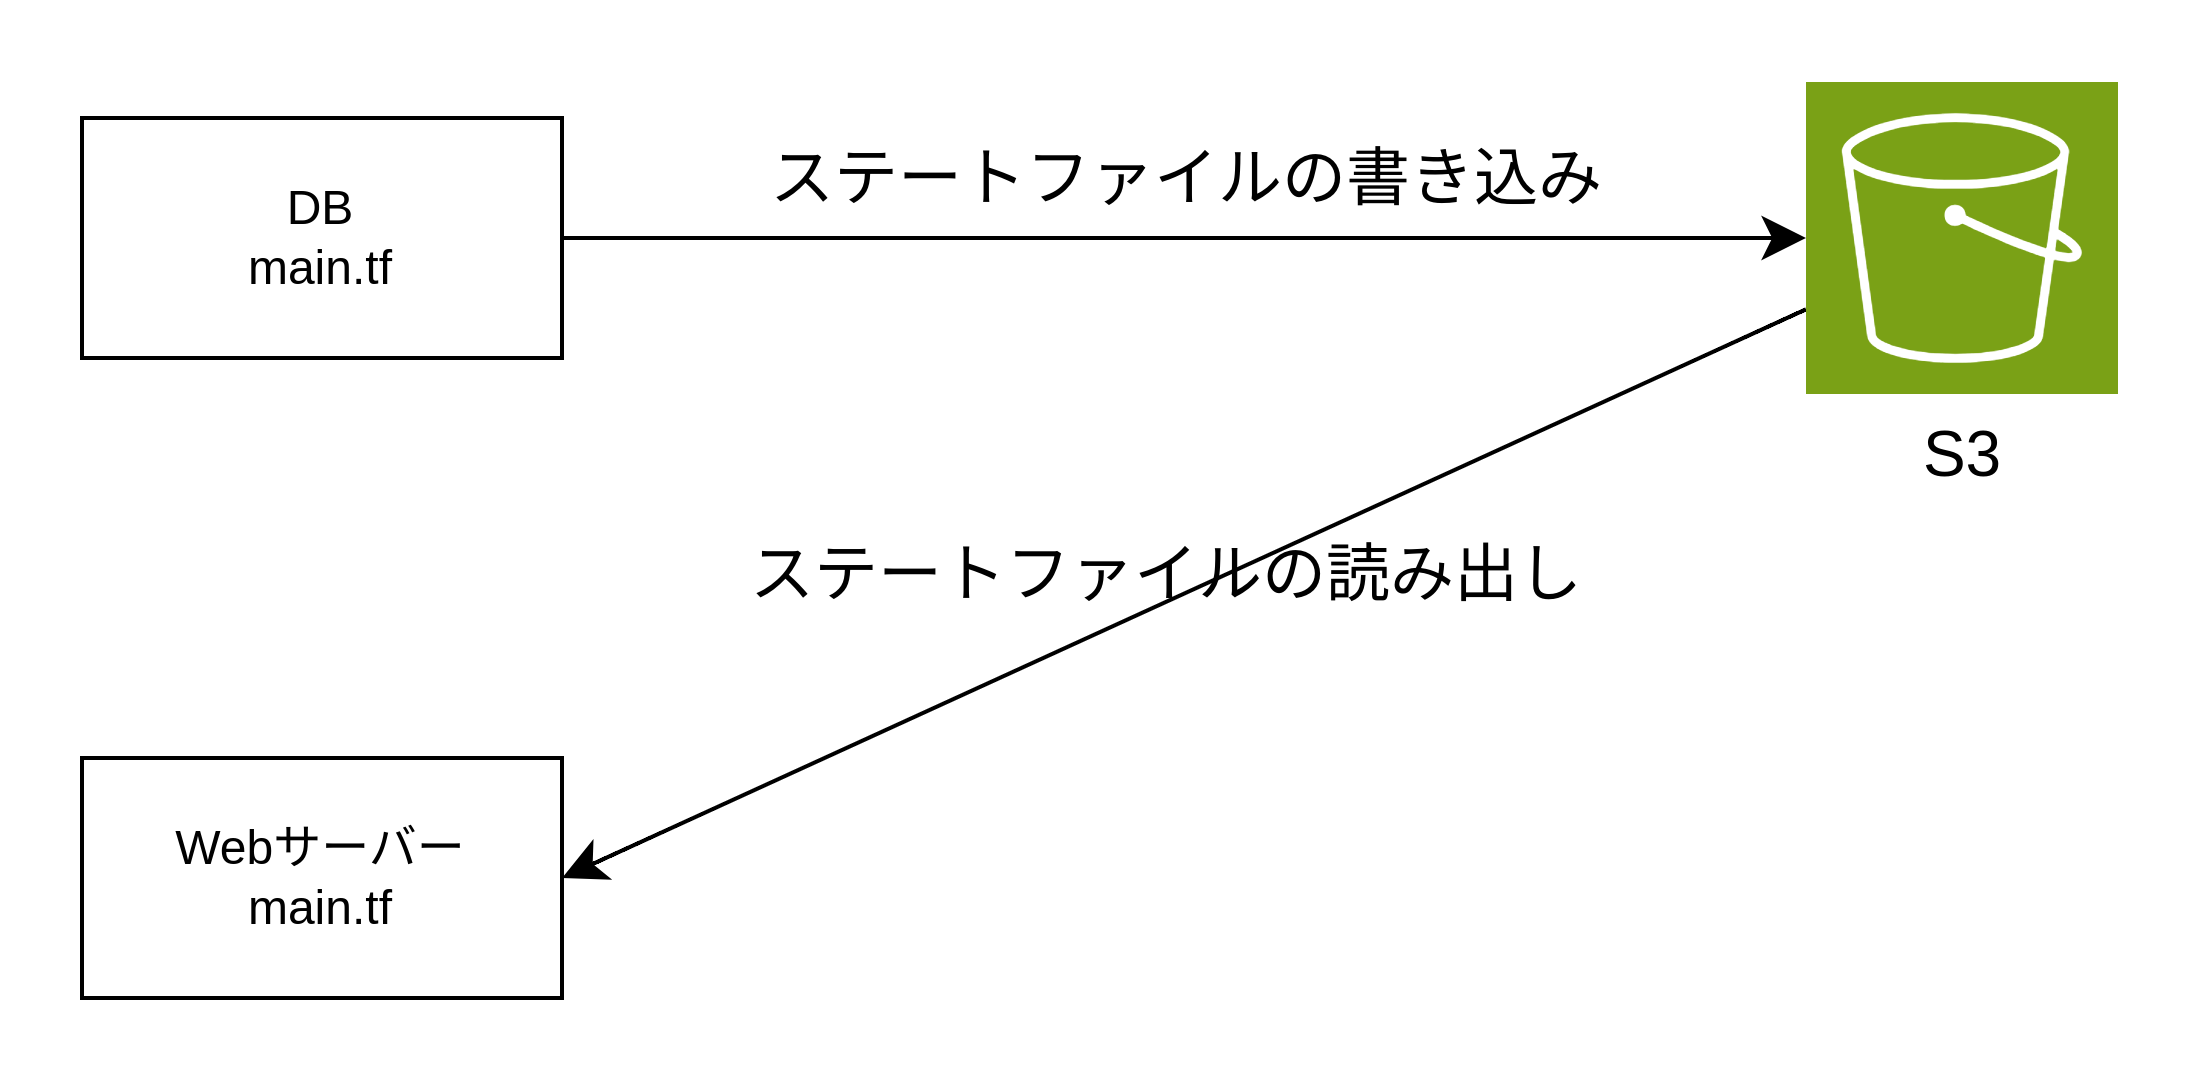 DB
main.tf
ステートファイルの書き込み
S3
ステートファイルの読み出し
Webサーバー
main.tf